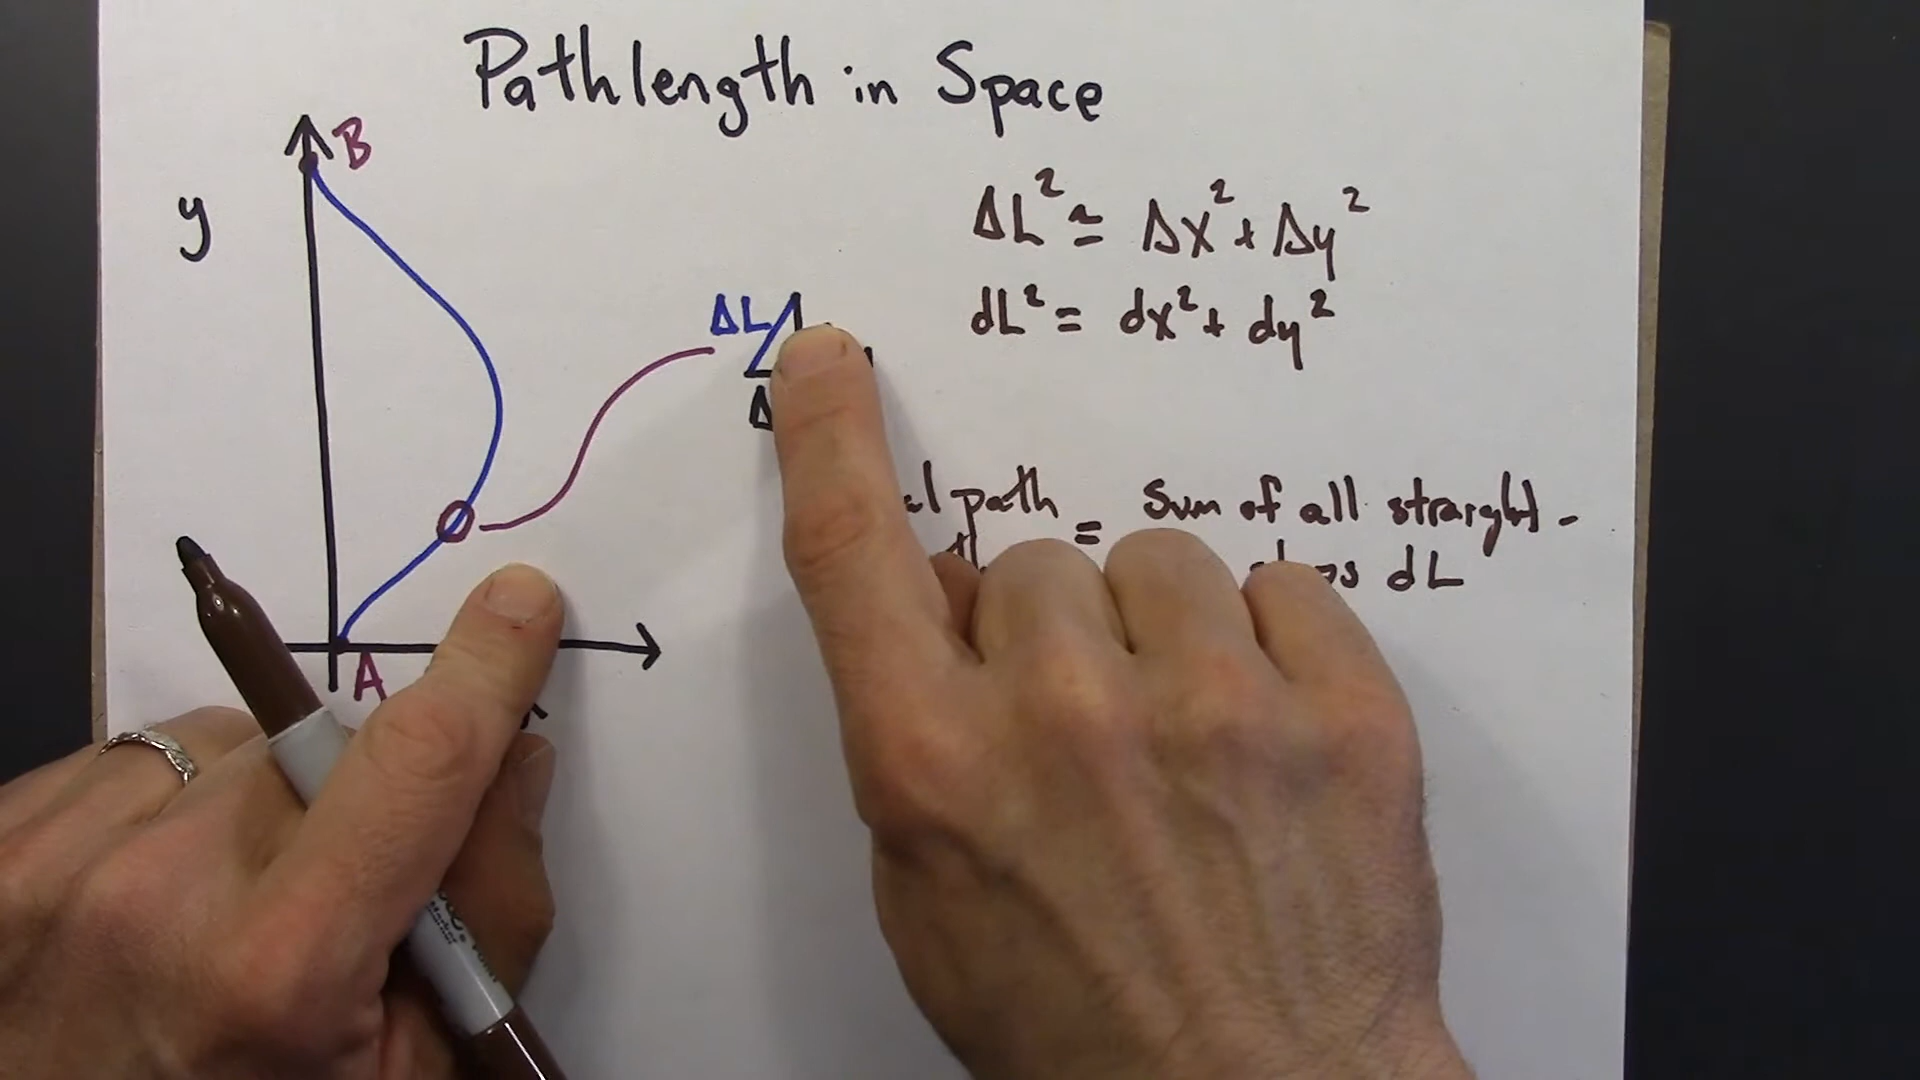 Pathlength in Space
B
y
ΔL² ≃ Δx² + Δy²
dL² = dx² + dy²
ΔL
Δ
path = sum of all straight-
dL
A